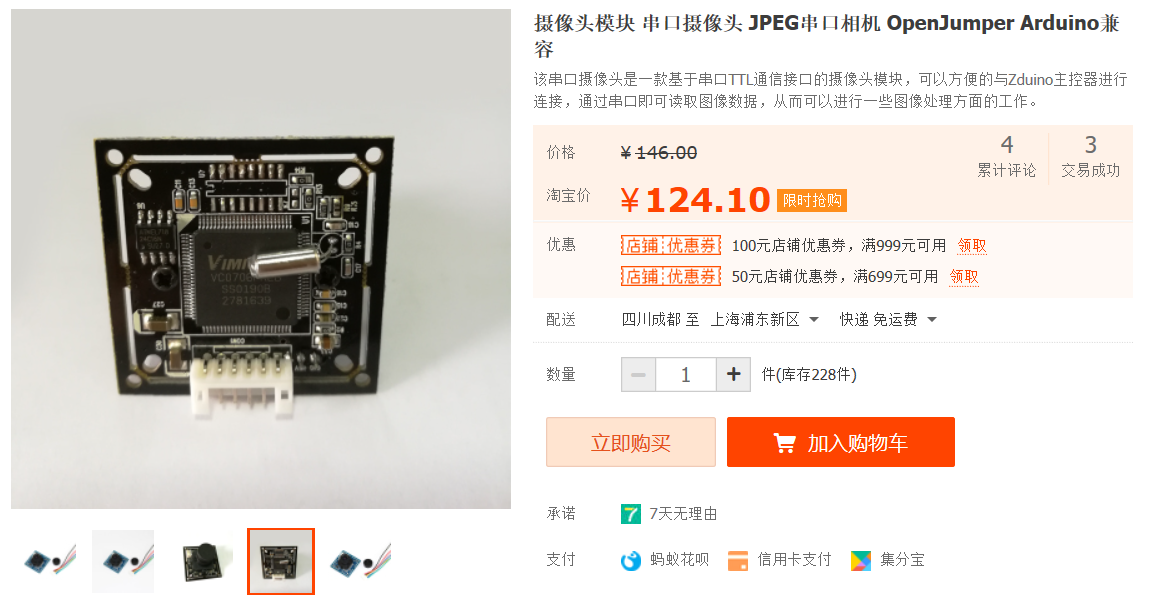 摄像头模块 串口摄像头 JPEG串口相机 OpenJumper Arduino兼
容
该串口摄像头是一款基于串口TTL通信接口的摄像头模块，可以方便的与Zduino主控器进行
连接，通过串口即可读取图像数据，从而可以进行一些图像处理方面的工作。
价格 ¥ 146.00
4 3
累计评论 交易成功
淘宝价 ¥124.10 限时抢购
优惠 店铺 优惠券 100元店铺优惠券，满999元可用 领取
店铺 优惠券 50元店铺优惠券，满699元可用 领取
配送 四川成都 至 上海浦东新区 快递 免运费
数量 − 1 + 件(库存228件)
立即购买 加入购物车
承诺 7 7天无理由
支付 蚂蚁花呗 信用卡支付 集分宝
U1
SS0190B
2781639
CON1